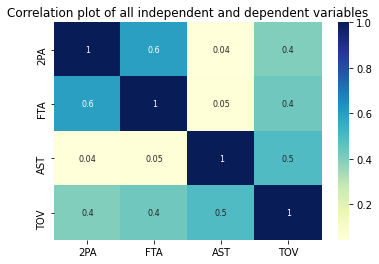 Correlation plot of all independent and dependent variables
2PA 1 0.6 0.04 0.4
FTA 0.6 1 0.05 0.4
AST 0.04 0.05 1 0.5
TOV 0.4 0.4 0.5 1
2PA FTA AST TOV
1.0
0.8
0.6
0.4
0.2